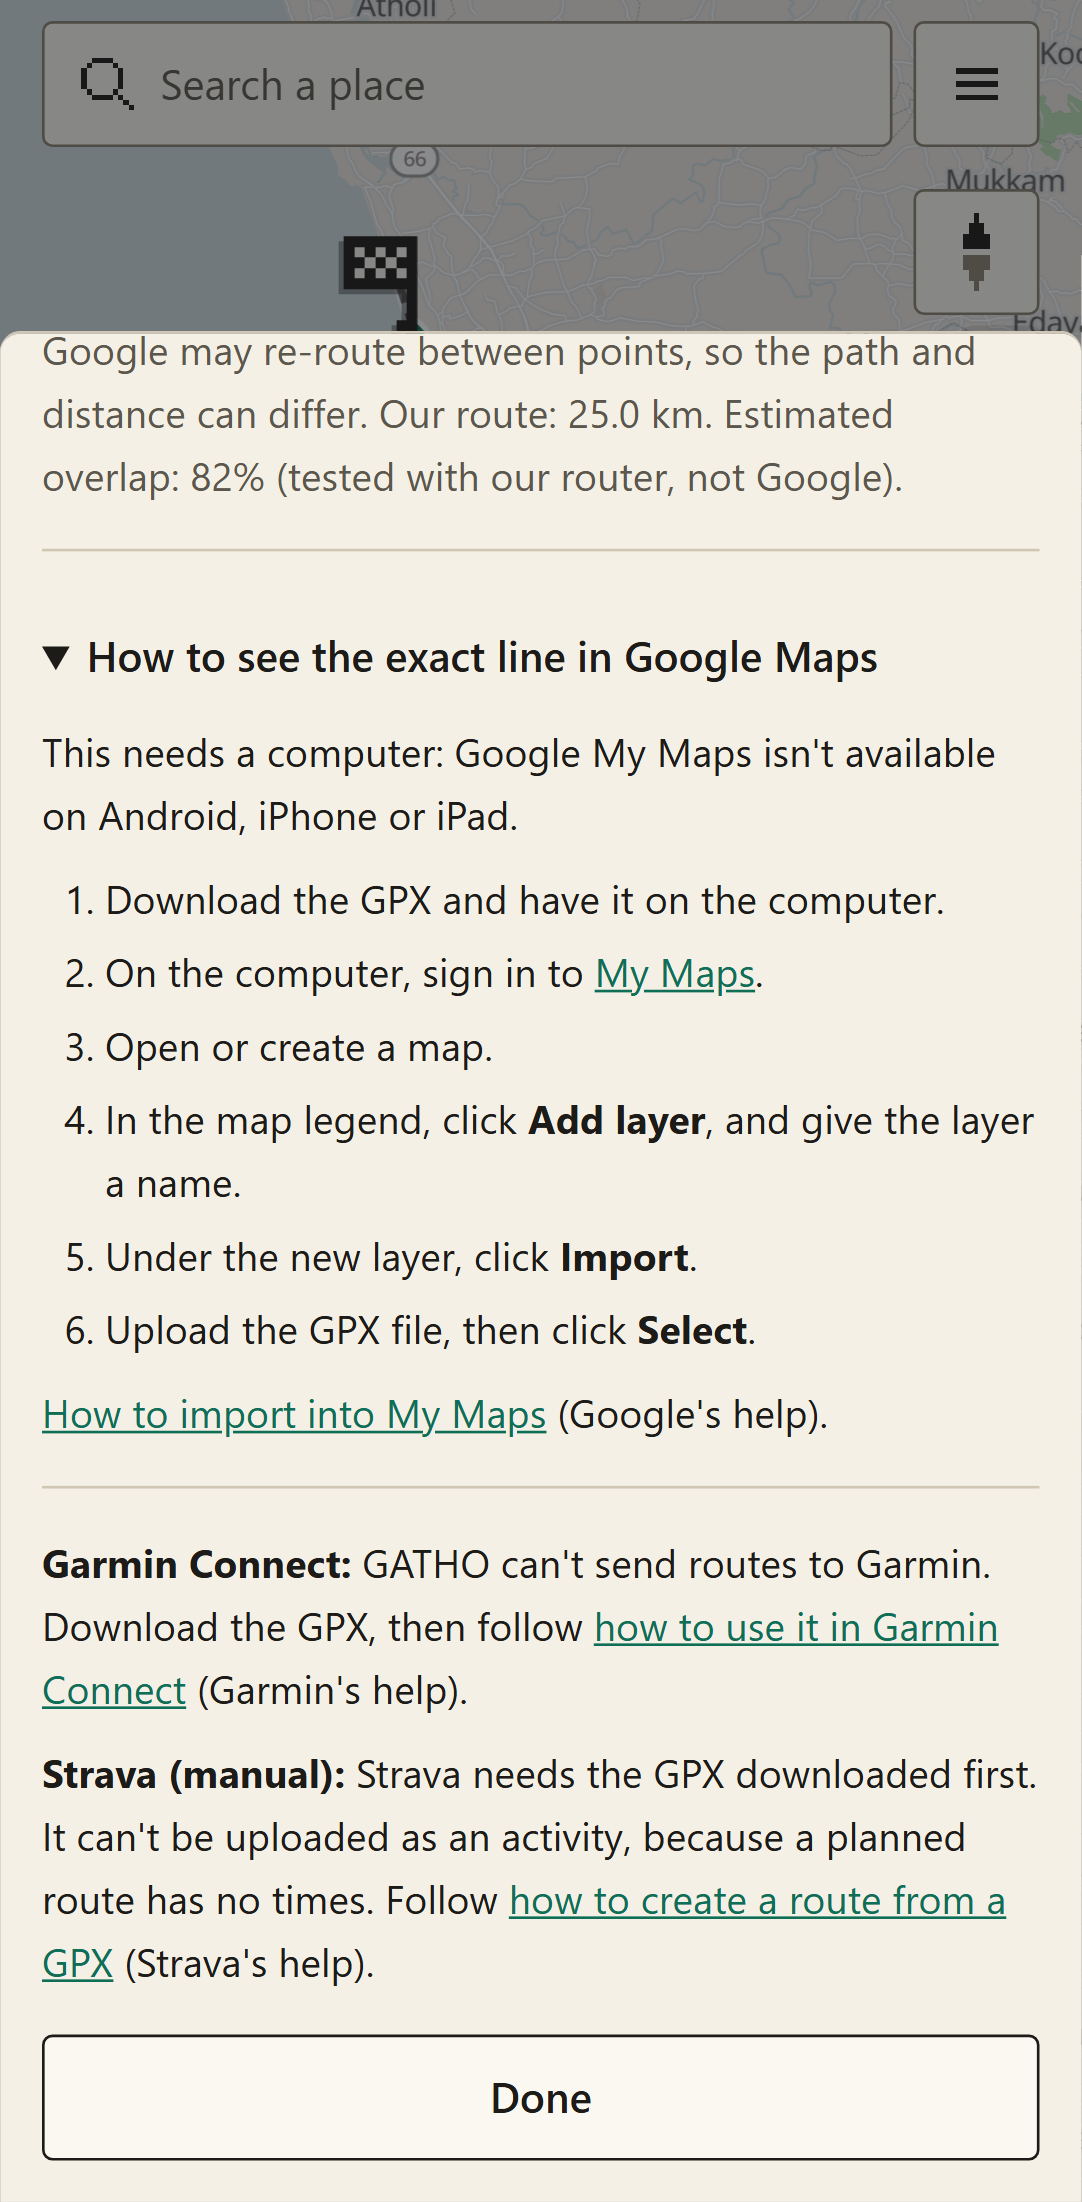 Atholi
Search a place
66
Mukkam
Google may re-route between points, so the path and
distance can differ. Our route: 25.0 km. Estimated
overlap: 82% (tested with our router, not Google).
▼ How to see the exact line in Google Maps
This needs a computer: Google My Maps isn't available
on Android, iPhone or iPad.
1. Download the GPX and have it on the computer.
2. On the computer, sign in to My Maps.
3. Open or create a map.
4. In the map legend, click Add layer, and give the layer
a name.
5. Under the new layer, click Import.
6. Upload the GPX file, then click Select.
How to import into My Maps (Google's help).
Garmin Connect: GATHO can't send routes to Garmin.
Download the GPX, then follow how to use it in Garmin
Connect (Garmin's help).
Strava (manual): Strava needs the GPX downloaded first.
It can't be uploaded as an activity, because a planned
route has no times. Follow how to create a route from a
GPX (Strava's help).
Done